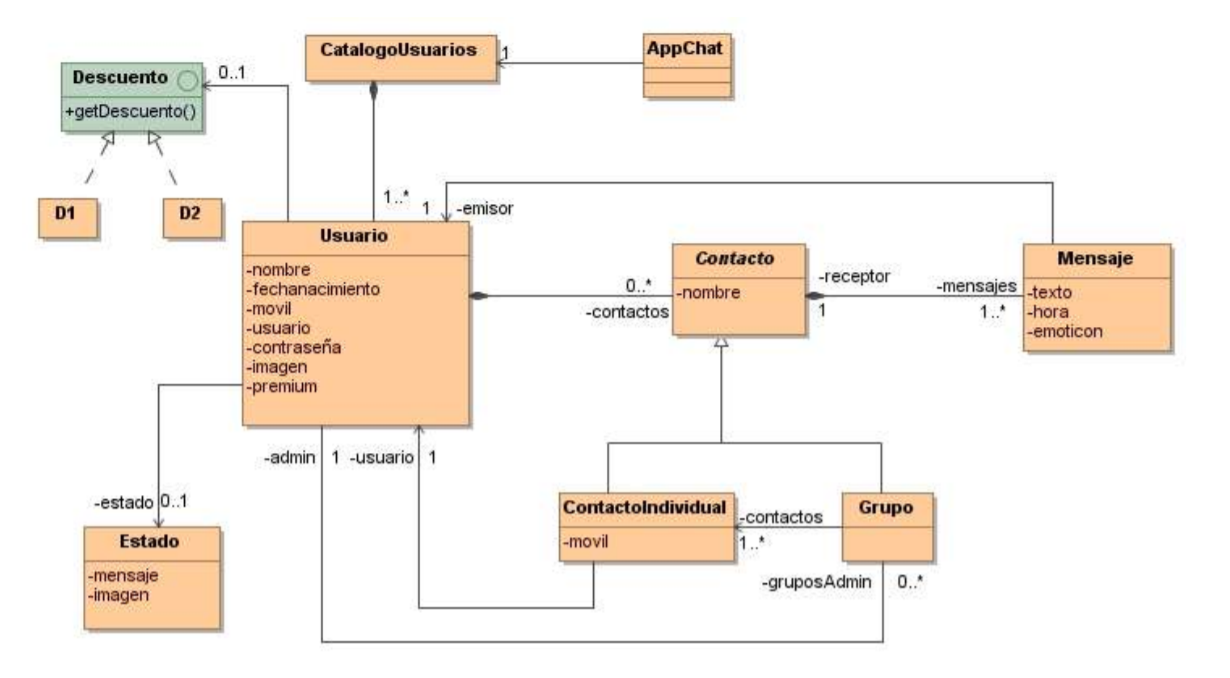 CatalogoUsuarios
1
AppChat
Descuento
0..1
+getDescuento()
D1
D2
1..*
1
-emisor
Usuario
-nombre
-fechanacimiento
-movil
-usuario
-contraseña
-imagen
-premium
0..*
-contactos
Contacto
-nombre
-receptor
1
-mensajes
1..*
Mensaje
-texto
-hora
-emoticon
-admin
1
-usuario
1
-estado
0..1
Estado
-mensaje
-imagen
ContactoIndividual
-movil
-contactos
1..*
Grupo
-gruposAdmin
0..*